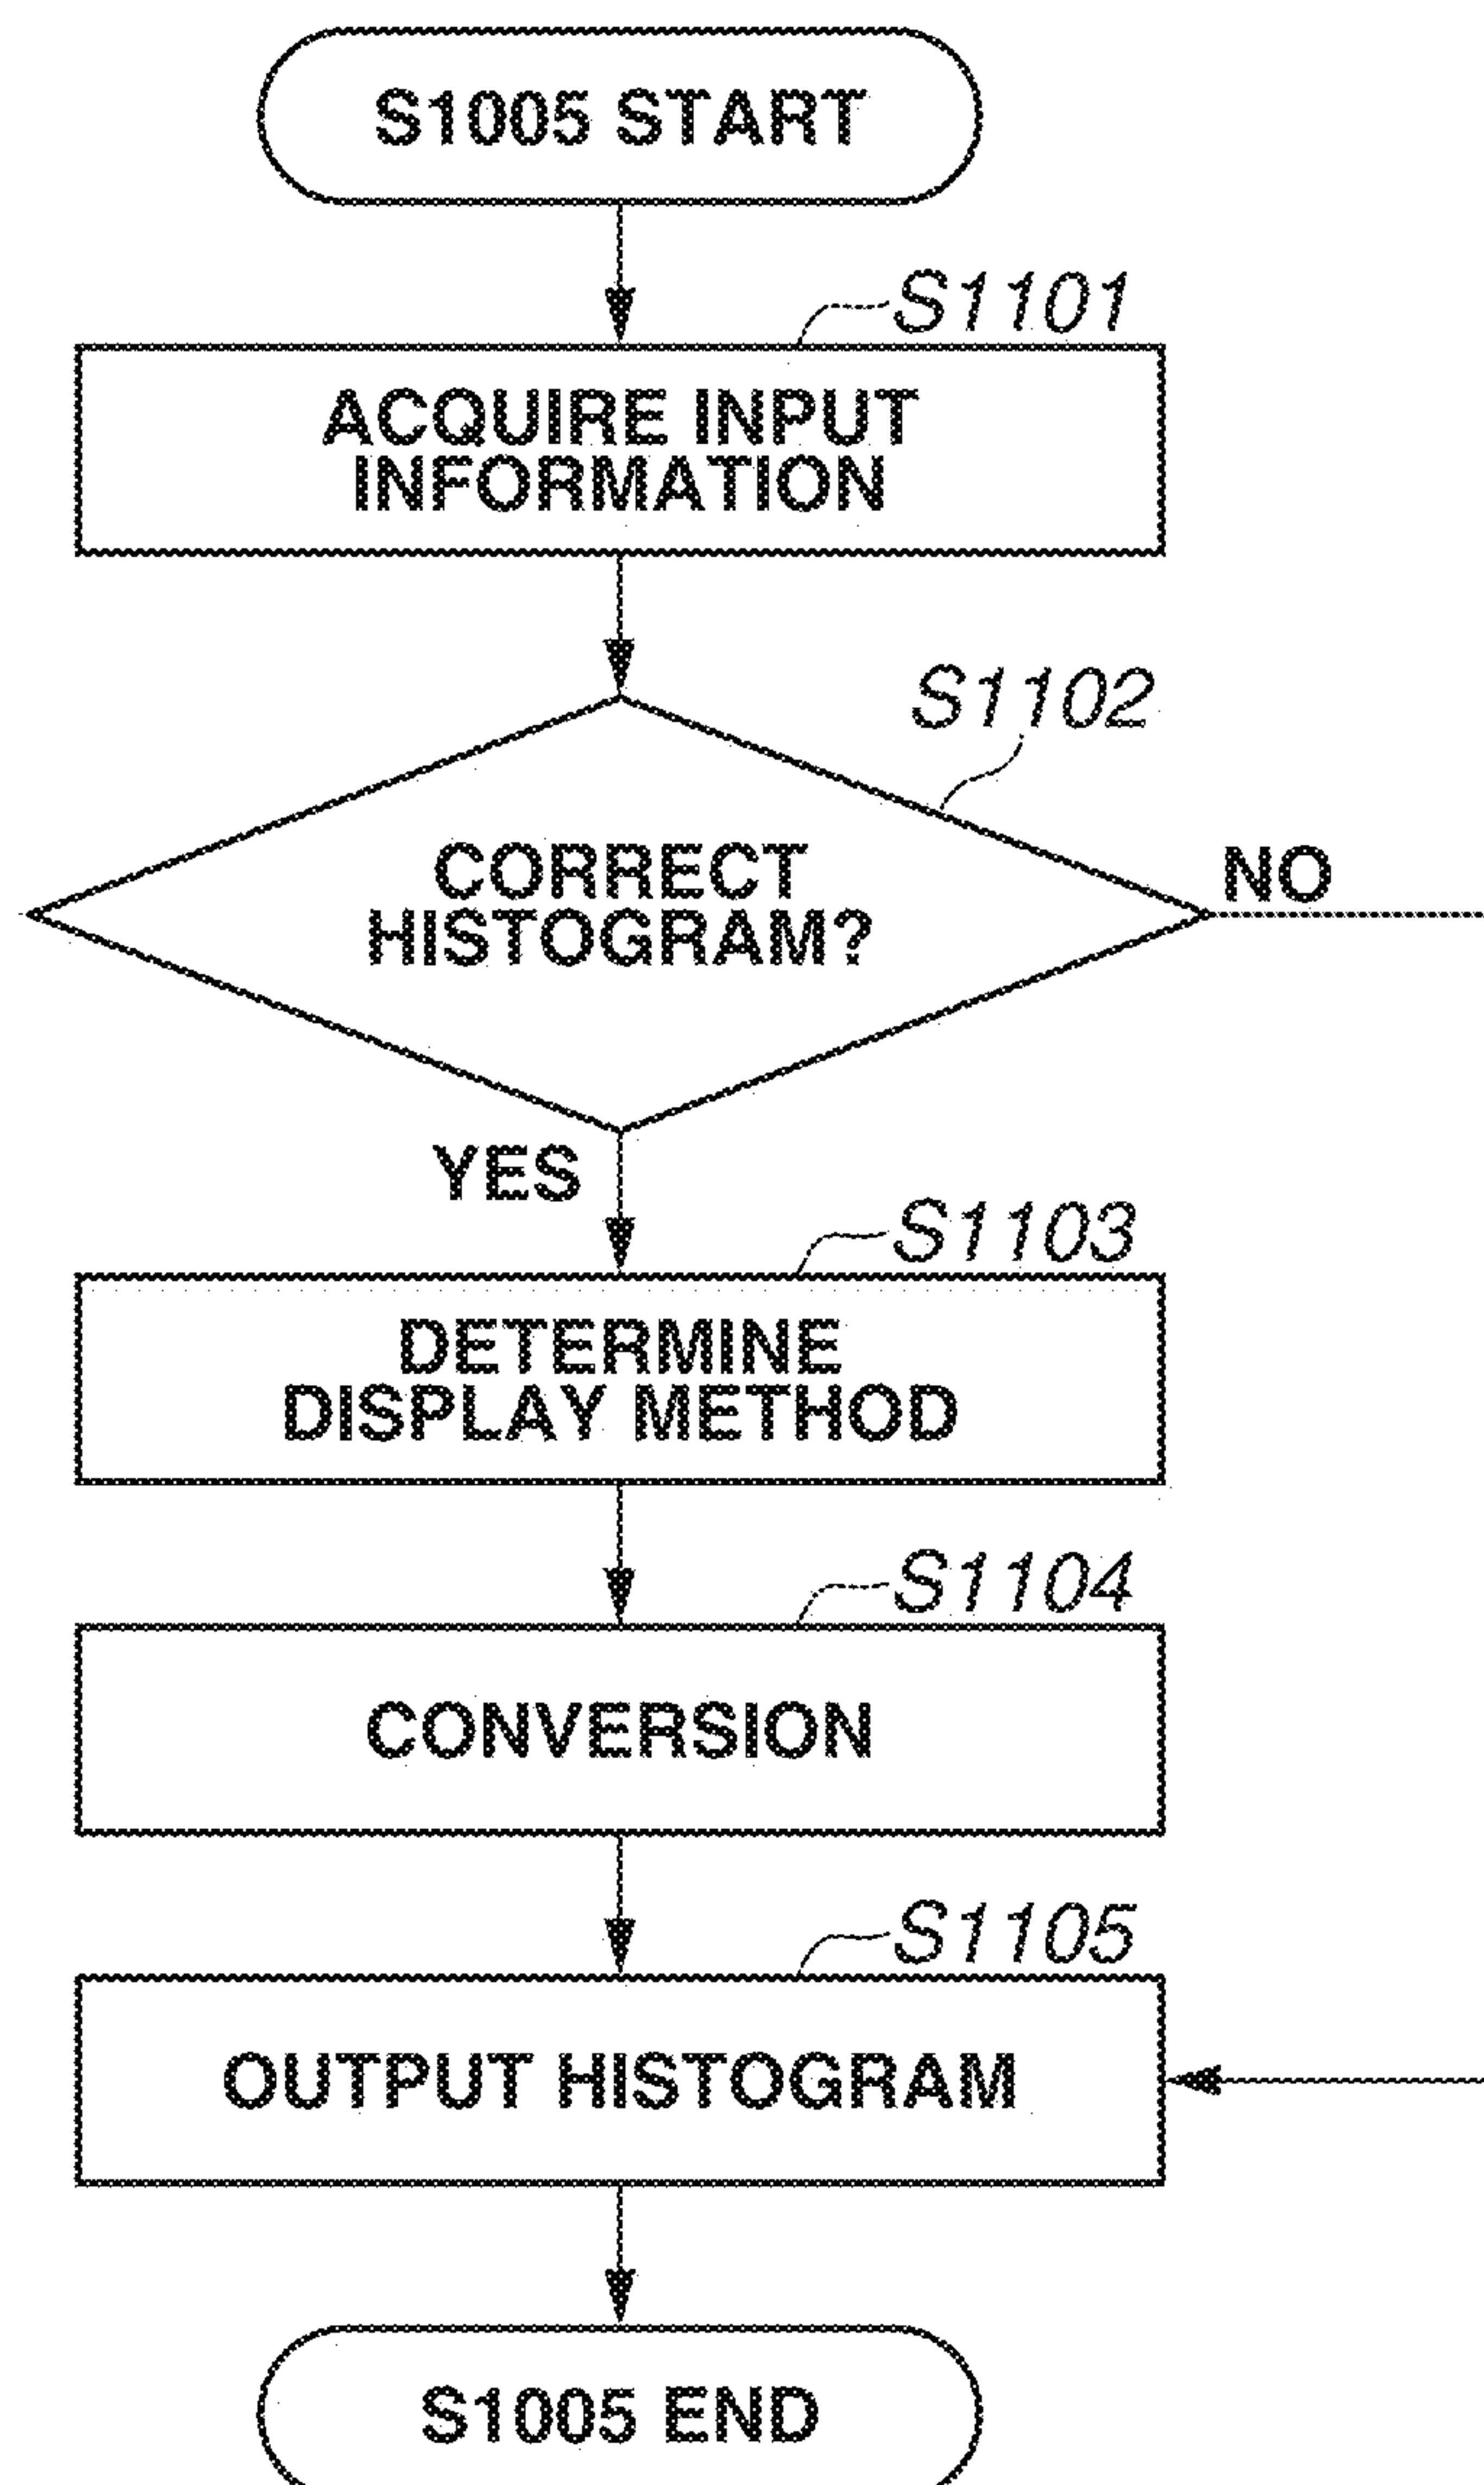 S1005 START
S1101
ACQUIRE INPUT
INFORMATION
S1102
CORRECT
HISTOGRAM?
NO
YES
S1103
DETERMINE
DISPLAY METHOD
S1104
CONVERSION
S1105
OUTPUT HISTOGRAM
S1005 END